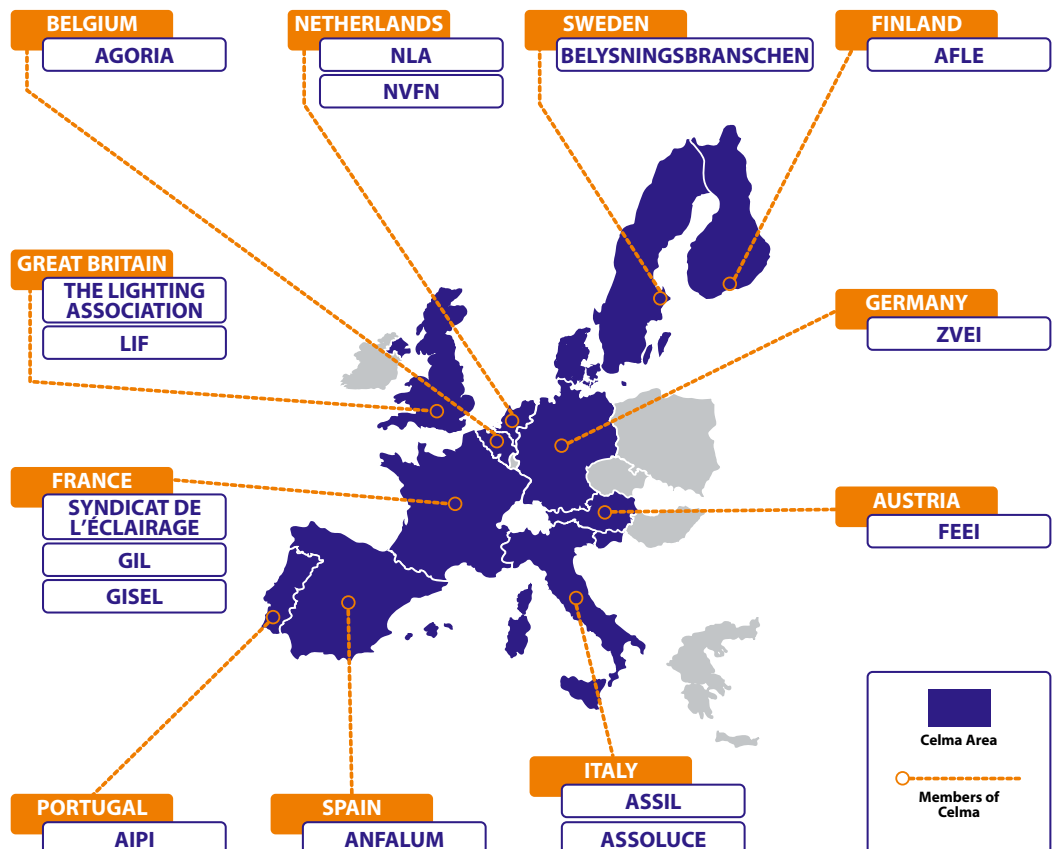 BELGIUM
AGORIA
NETHERLANDS
NLA
NVFN
SWEDEN
BELYSNINGSBRANSCHEN
FINLAND
AFLE
GREAT BRITAIN
THE LIGHTING
ASSOCIATION
LIF
GERMANY
ZVEI
FRANCE
SYNDICAT DE
L'ÉCLAIRAGE
GIL
GISEL
AUSTRIA
FEEI
PORTUGAL
AIPI
SPAIN
ANFALUM
ITALY
ASSIL
ASSOLUCE
Celma Area
Members of
Celma